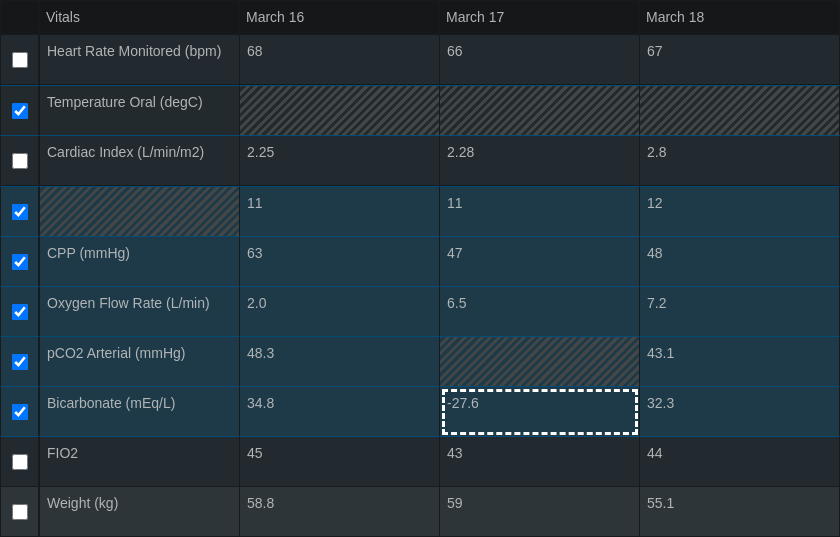 Vitals March 16 March 17 March 18
Heart Rate Monitored (bpm) 68 66 67
Temperature Oral (degC)
Cardiac Index (L/min/m2) 2.25 2.28 2.8
11 11 12
CPP (mmHg) 63 47 48
Oxygen Flow Rate (L/min) 2.0 6.5 7.2
pCO2 Arterial (mmHg) 48.3 43.1
Bicarbonate (mEq/L) 34.8 -27.6 32.3
FIO2 45 43 44
Weight (kg) 58.8 59 55.1